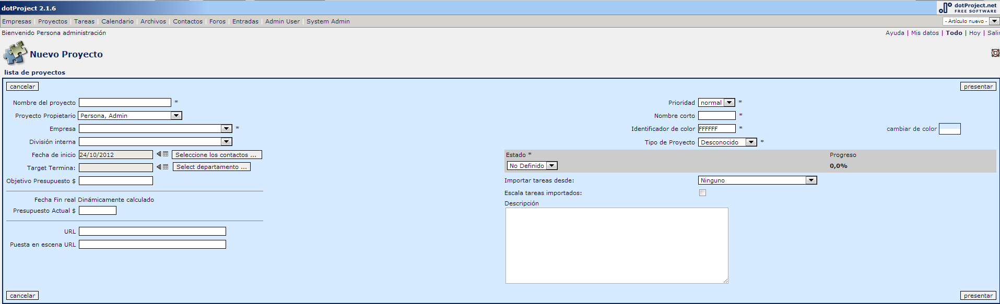 dotProject 2.1.6
dotProject.net
FREE SOFTWARE
Empresas | Proyectos | Tareas | Calendario | Archivos | Contactos | Foros | Entradas | Admin User | System Admin
- Artículo nuevo -
Bienvenido Persona administración
Ayuda | Mis datos | Todo | Hoy | Salir
Nuevo Proyecto
lista de proyectos
cancelar
presentar
Nombre del proyecto *
Proyecto Propietario Persona, Admin
Empresa *
División interna
Fecha de inicio 24/10/2012 Seleccione los contactos ...
Target Termina: Select departamento ...
Objetivo Presupuesto $
Fecha Fin real Dinámicamente calculado
Presupuesto Actual $
URL
Puesta en escena URL
Prioridad normal *
Nombre corto *
Identificador de color FFFFFF * cambiar de color
Tipo de Proyecto Desconocido *
Estado * Progreso
No Definido 0,0%
Importar tareas desde: Ninguno
Escala tareas importados:
Descripción
cancelar
presentar